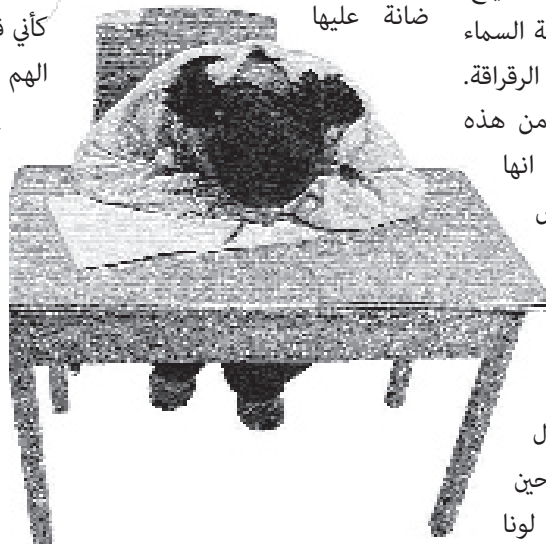 ضانة عليها
ة السماء
الرقراقة.
من هذه
انها
ل
حين
لونا
كأني
الهم